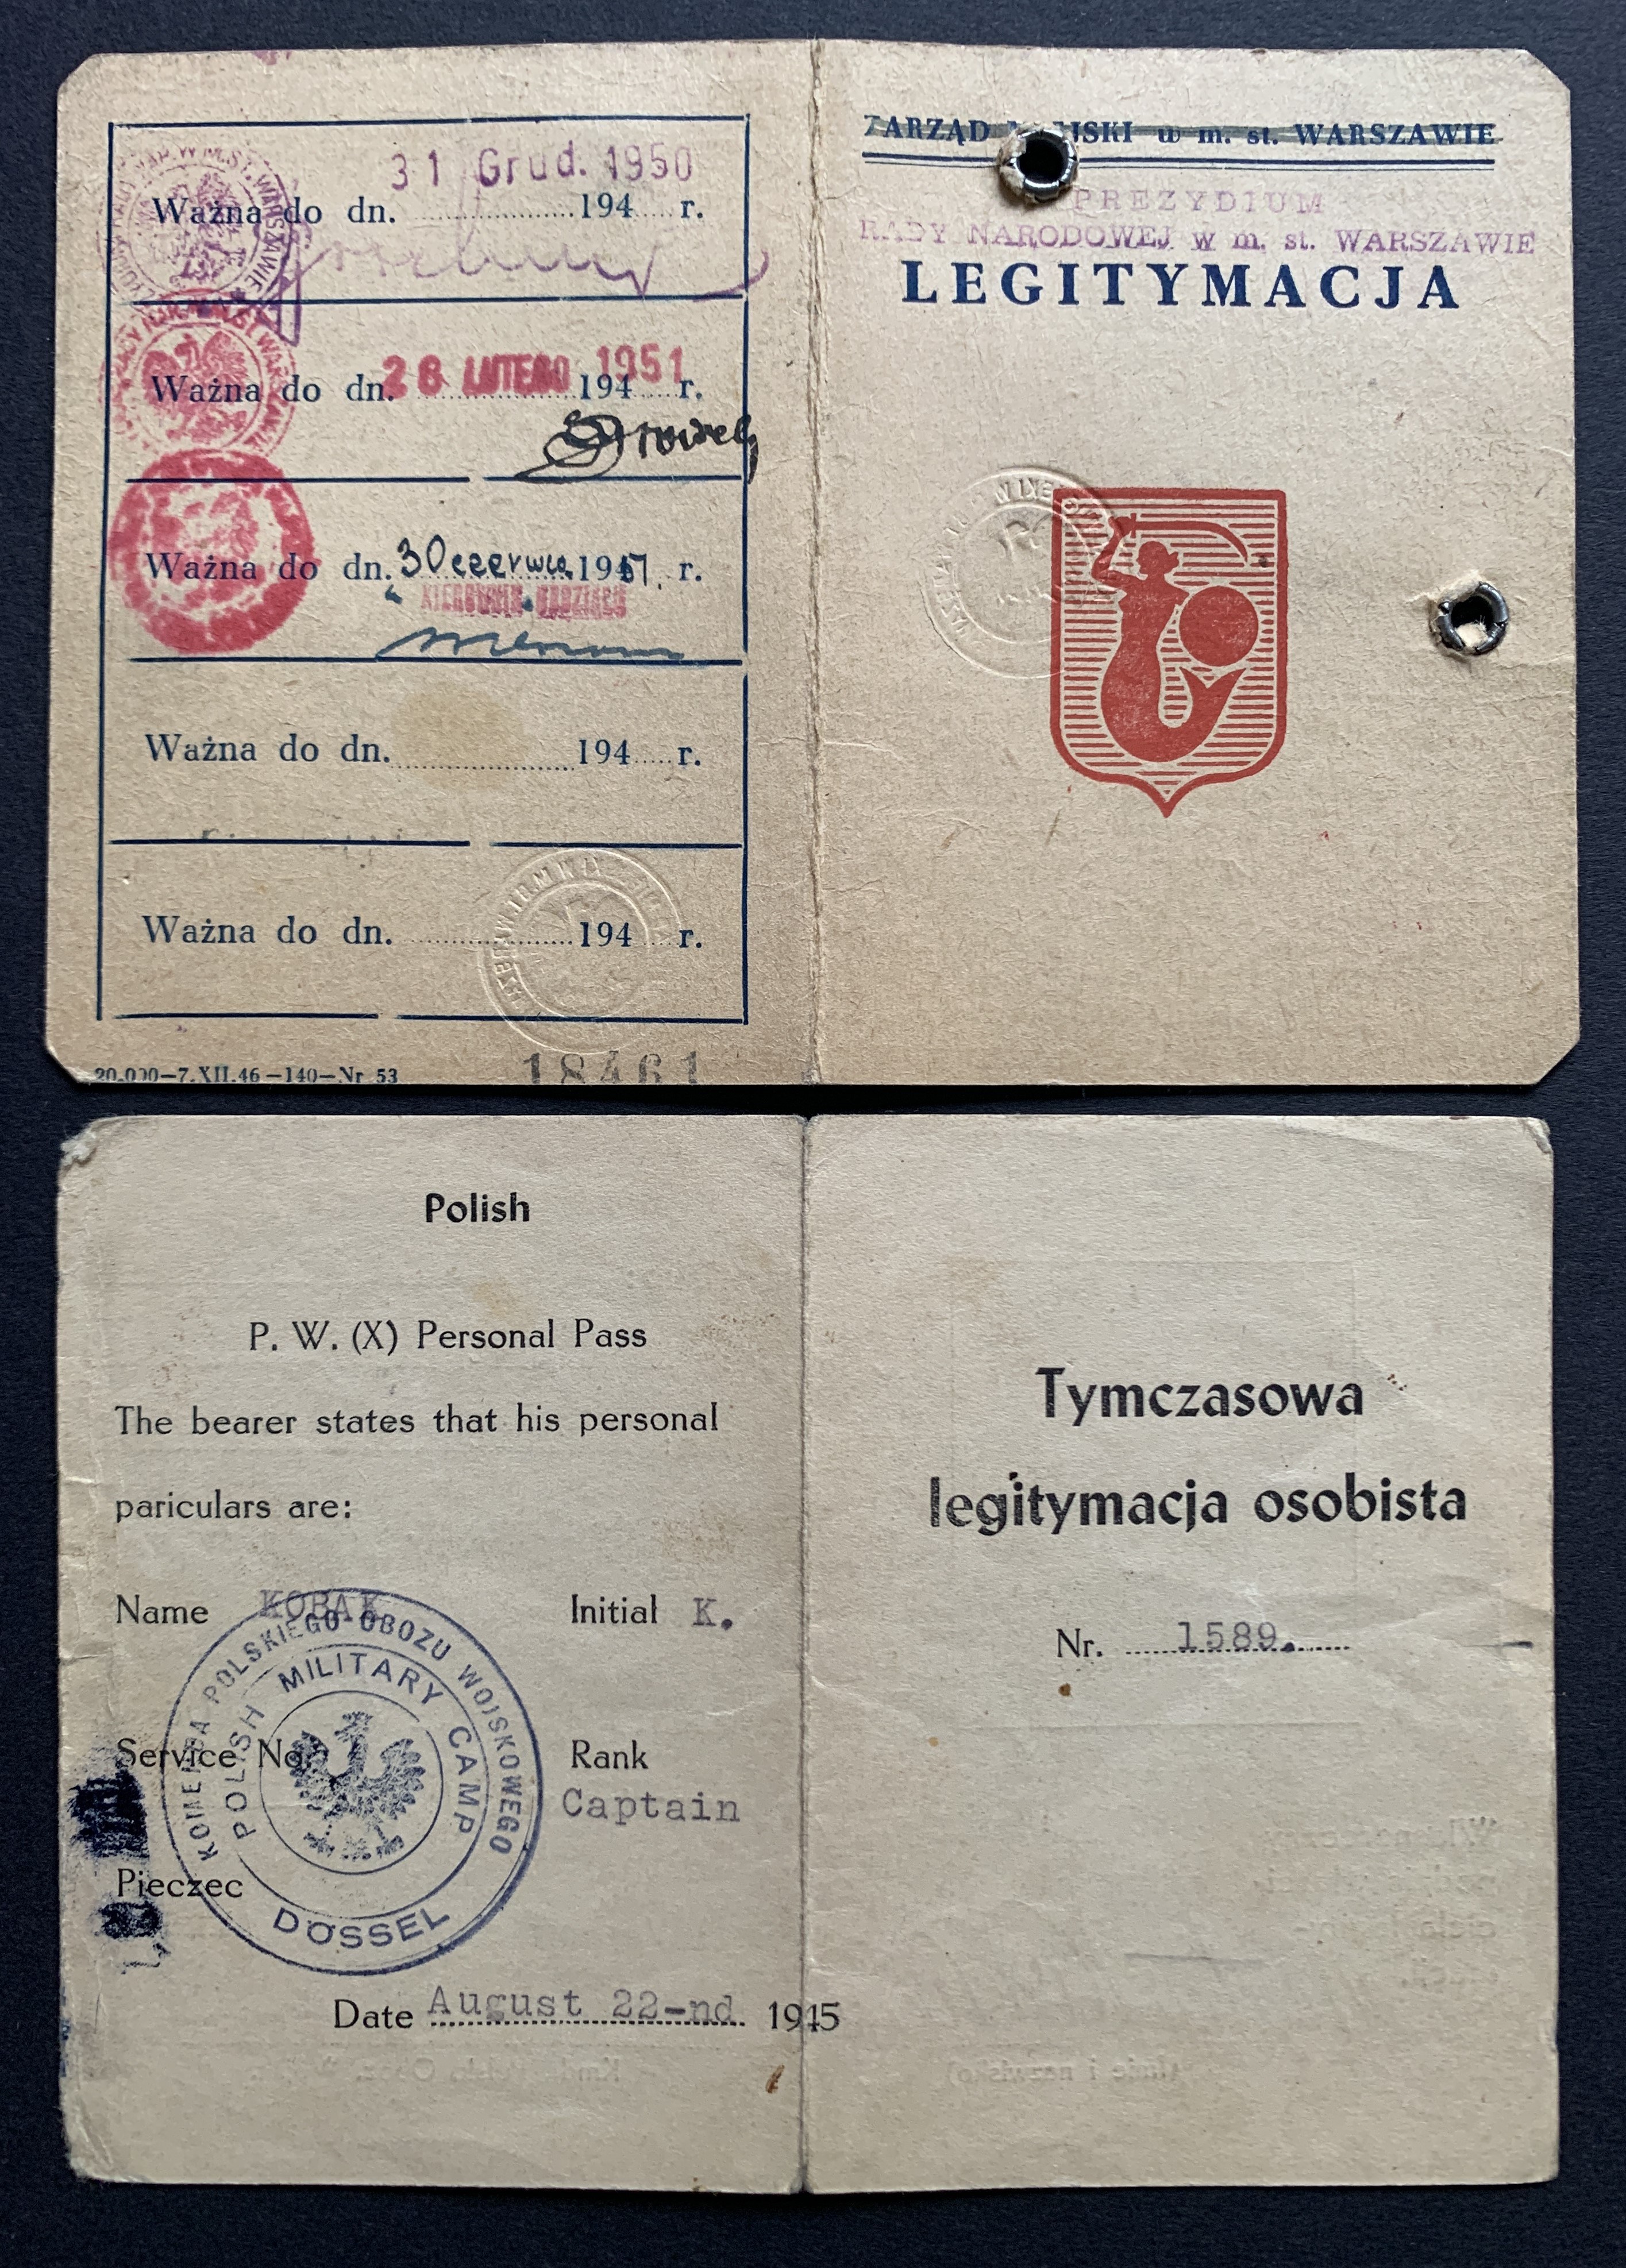 31 Grud. 1950
Ważna do dn. 194 r.
28 LUTEGO 1951
Ważna do dn. 194 r.
Ważna do dn. 30 czerwca 1951 r.
KIEROWNIK
Ważna do dn. 194 r.
Ważna do dn. 194 r.
20.000—7.XII.46—140—Nr 53
18461
ZARZĄD MIEJSKI w m. st. WARSZAWIE
PREZYDIUM
RADY NARODOWEJ w m. st. WARSZAWIE
LEGITYMACJA
Polish
P. W. (X) Personal Pass
The bearer states that his personal
pariculars are:
Name KOBAK Initial K.
Service No. Rank
Captain
Pieczec
KOMENDA POLSKIEGO OBOZU WOJSKOWEGO
POLISH MILITARY CAMP
DÖSSEL
Date August 22-nd 1945
Tymczasowa
legitymacja osobista
Nr. 1589.